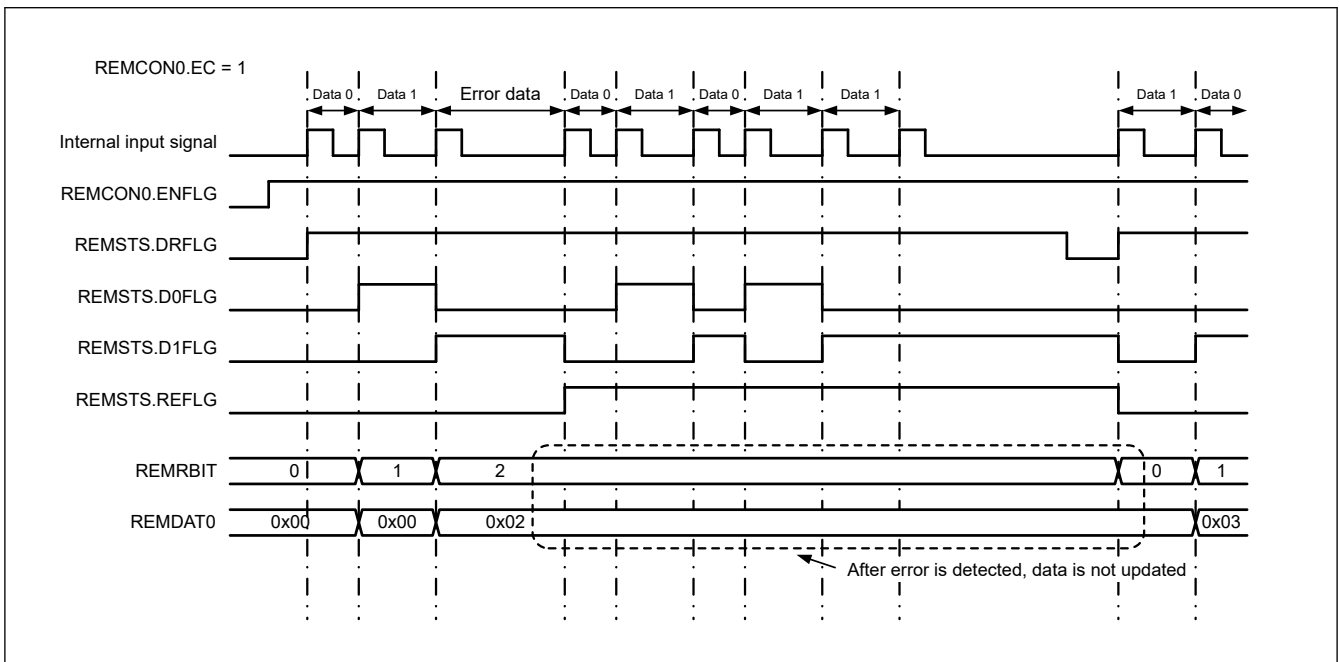 REMCON0.EC = 1
Data 0 Data 1 Error data Data 0 Data 1 Data 0 Data 1 Data 1 Data 1 Data 0
Internal input signal
REMCON0.ENFLG
REMSTS.DRFLG
REMSTS.D0FLG
REMSTS.D1FLG
REMSTS.REFLG
REMRBIT 0 1 2 0 1
REMDAT0 0x00 0x00 0x02 0x03
After error is detected, data is not updated